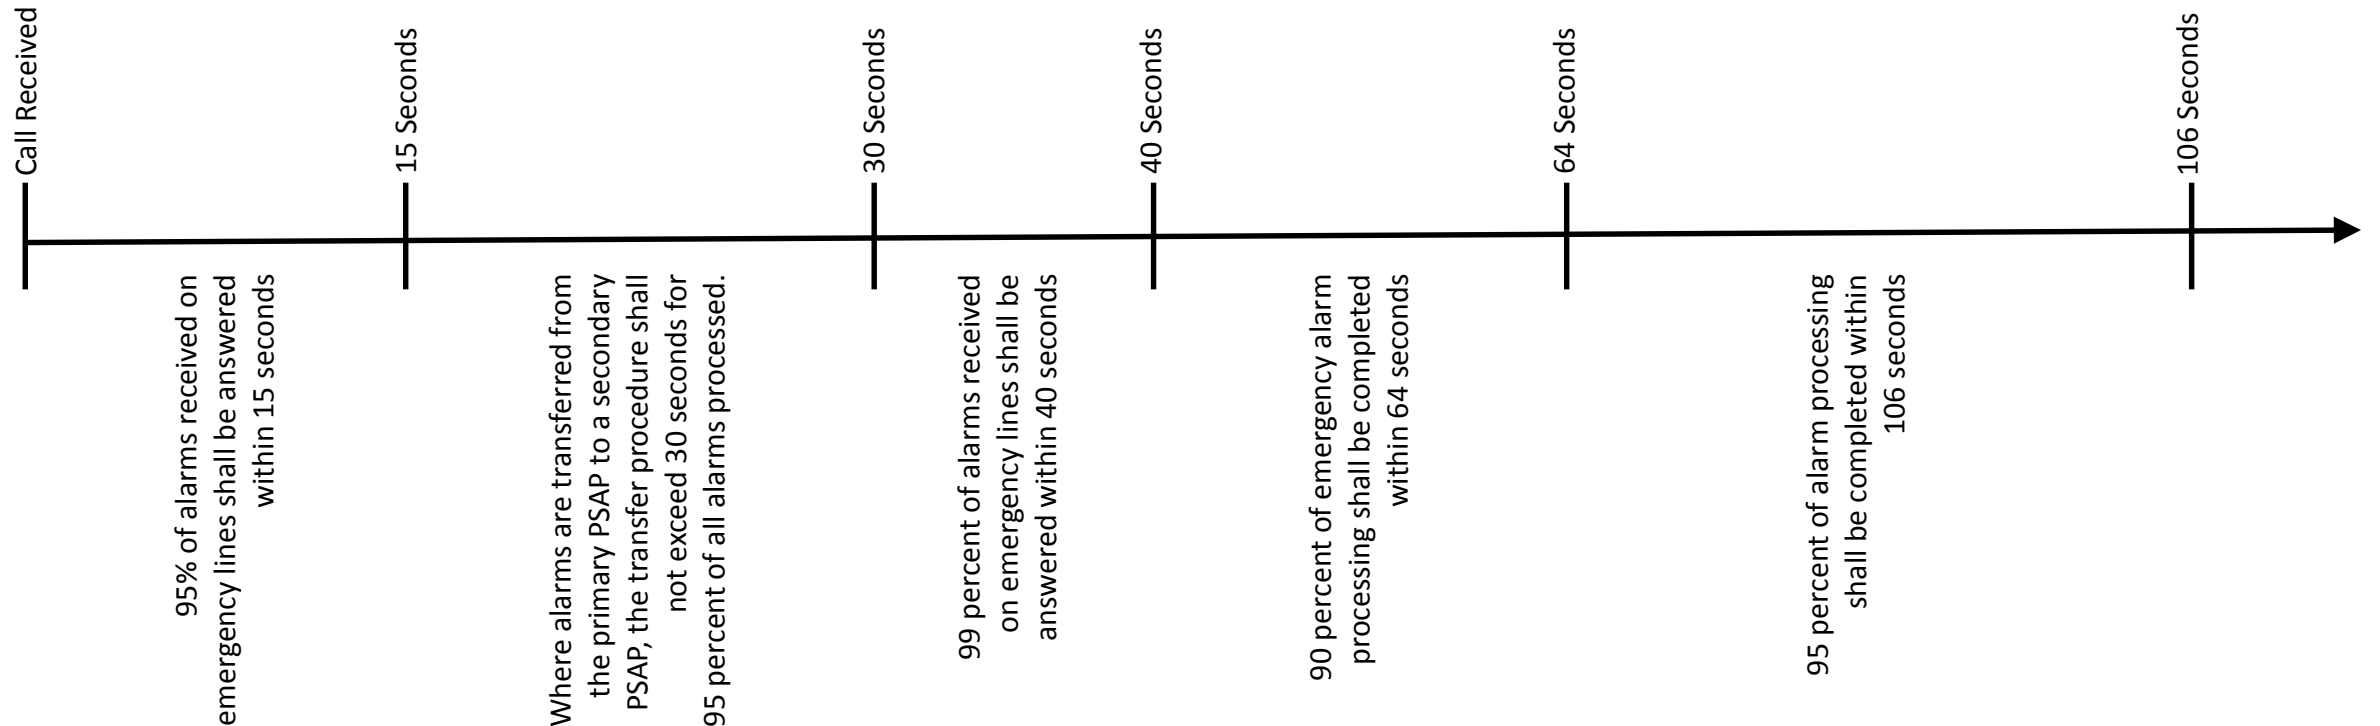 Call Received
15 Seconds
30 Seconds
40 Seconds
64 Seconds
106 Seconds
95% of alarms received on
emergency lines shall be answered
within 15 seconds
Where alarms are transferred from
the primary PSAP to a secondary
PSAP, the transfer procedure shall
not exceed 30 seconds for
95 percent of all alarms processed.
99 percent of alarms received
on emergency lines shall be
answered within 40 seconds
90 percent of emergency alarm
processing shall be completed
within 64 seconds
95 percent of alarm processing
shall be completed within
106 seconds